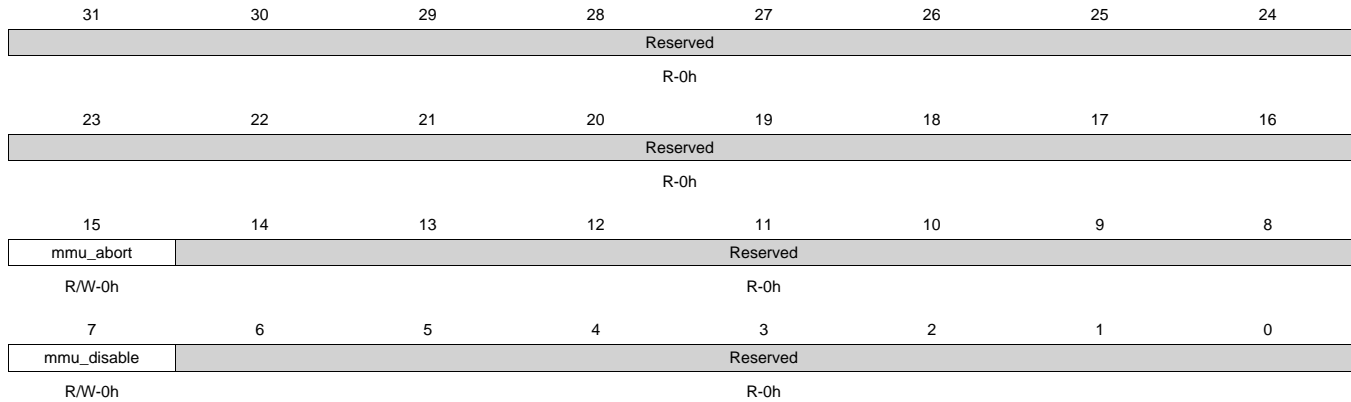 31 30 29 28 27 26 25 24
Reserved
R-0h
23 22 21 20 19 18 17 16
Reserved
R-0h
15 14 13 12 11 10 9 8
mmu_abort Reserved
R/W-0h R-0h
7 6 5 4 3 2 1 0
mmu_disable Reserved
R/W-0h R-0h